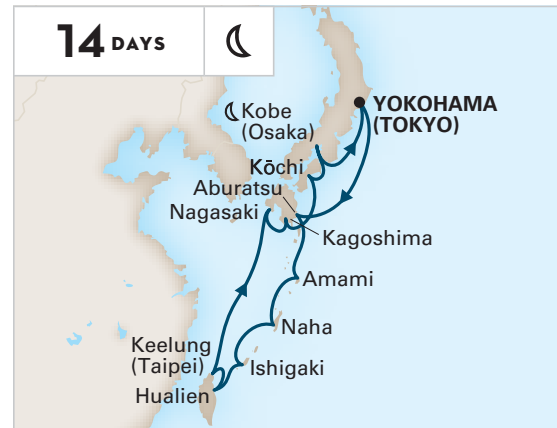 14 DAYS
Kobe
(Osaka)
YOKOHAMA
(TOKYO)
Kōchi
Aburatsu
Nagasaki
Kagoshima
Amami
Naha
Keelung
(Taipei)
Ishigaki
Hualien